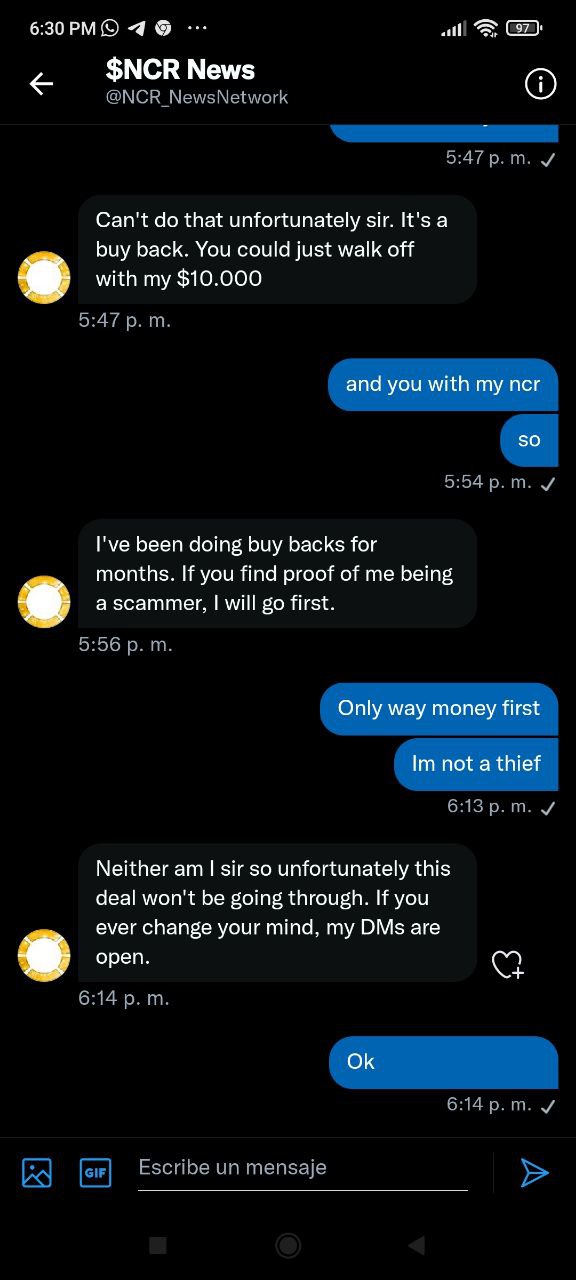 6:30 PM
97
$NCR News
@NCR_NewsNetwork
5:47 p. m.
Can't do that unfortunately sir. It's a
buy back. You could just walk off
with my $10.000
5:47 p. m.
and you with my ncr
so
5:54 p. m.
I've been doing buy backs for
months. If you find proof of me being
a scammer, I will go first.
5:56 p. m.
Only way money first
Im not a thief
6:13 p. m.
Neither am I sir so unfortunately this
deal won't be going through. If you
ever change your mind, my DMs are
open.
6:14 p. m.
Ok
6:14 p. m.
GIF
Escribe un mensaje